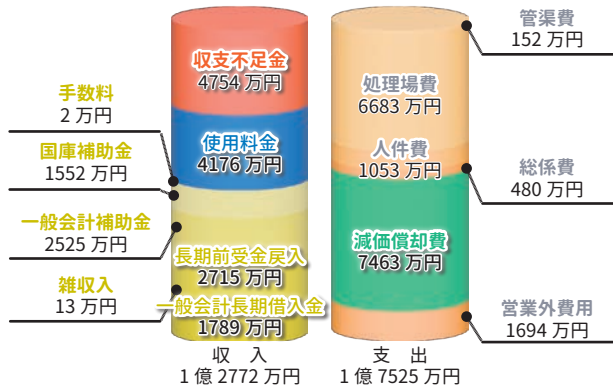 収支不足金
4754 万円
手数料
2 万円
使用料金
4176 万円
国庫補助金
1552 万円
一般会計補助金
2525 万円
長期前受金戻入
2715 万円
雑収入
13 万円
一般会計長期借入金
1789 万円
収 入
1 億 2772 万円
管渠費
152 万円
処理場費
6683 万円
人件費
1053 万円
総係費
480 万円
減価償却費
7463 万円
営業外費用
1694 万円
支 出
1 億 7525 万円